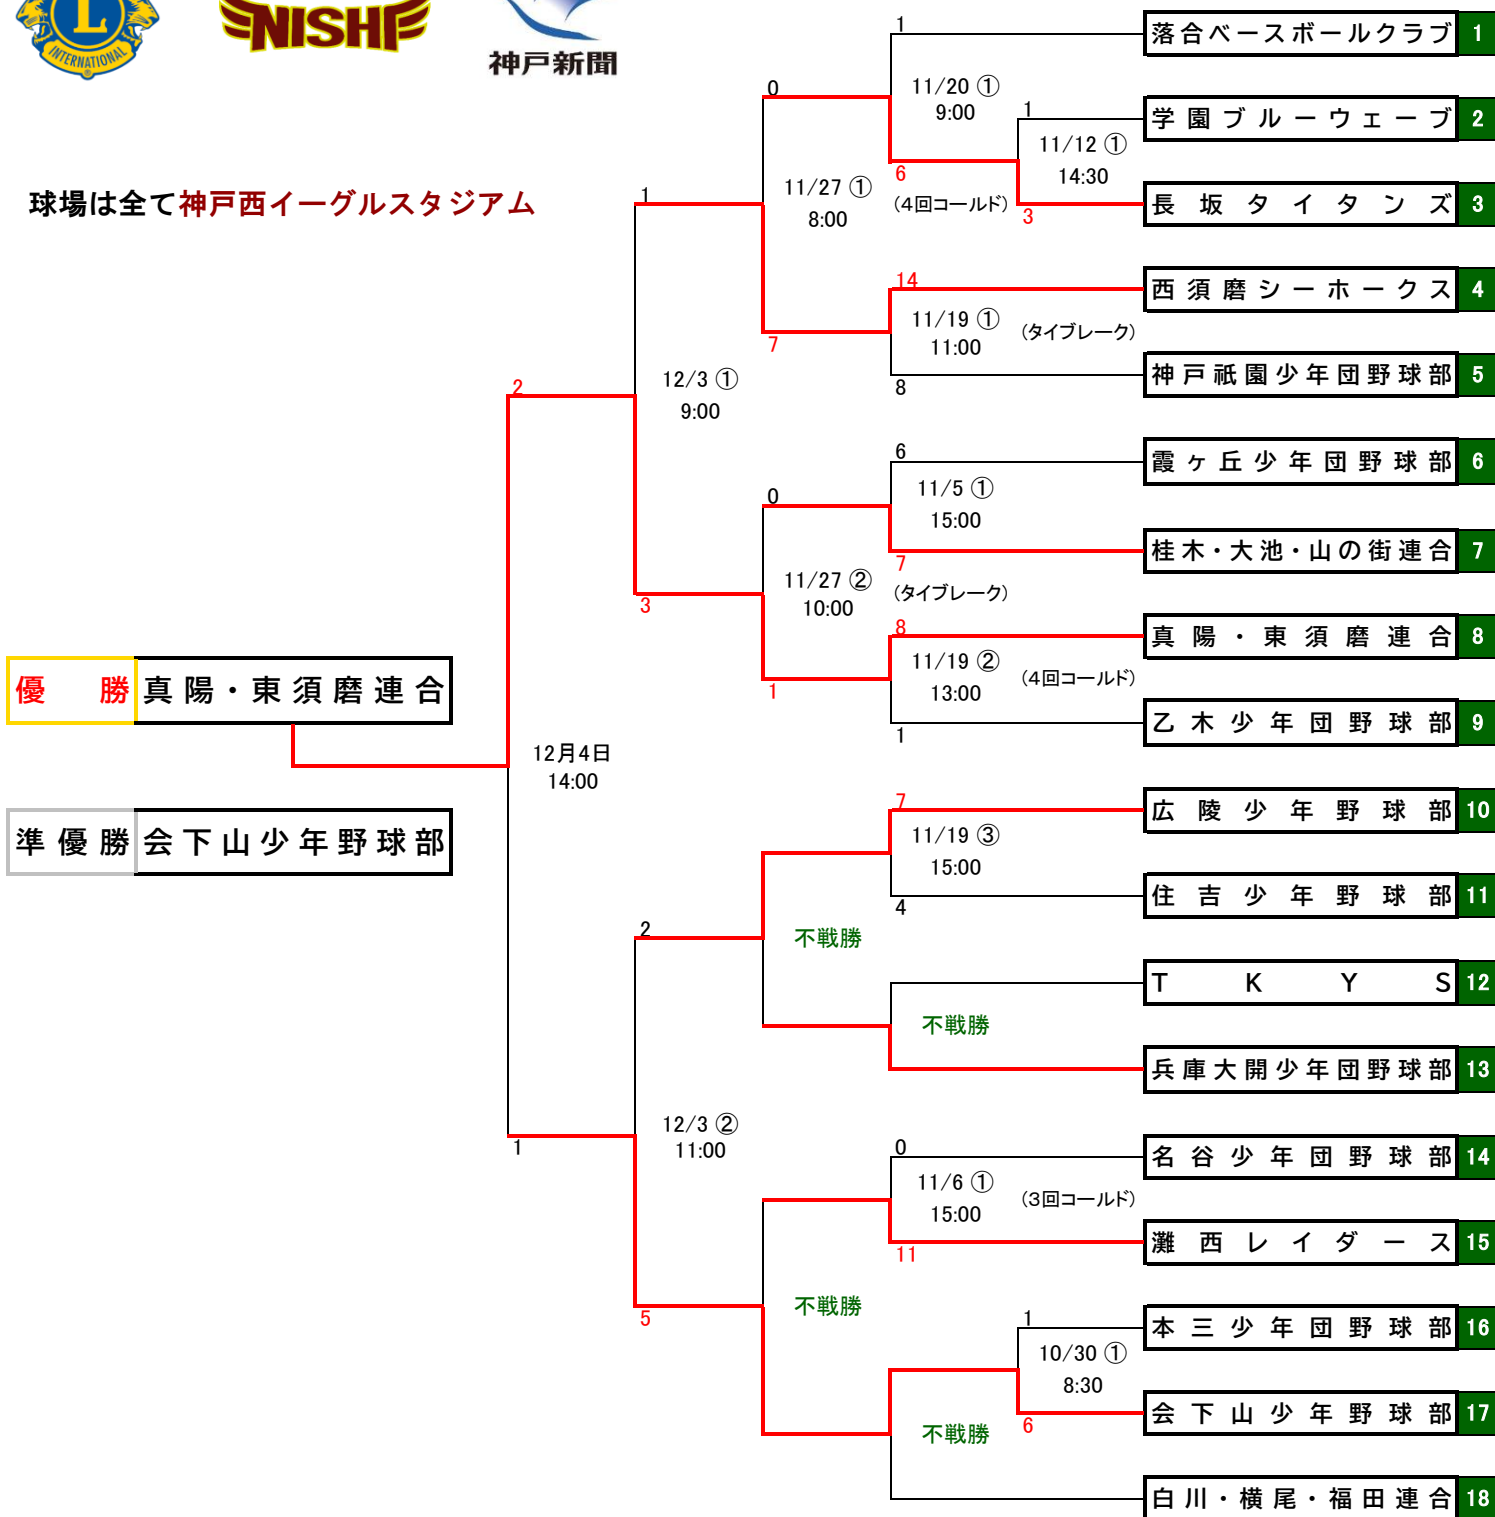 L
INTERNATIONAL
NISHI
神戸新聞
球場は全て神戸西イーグルスタジアム
優勝 真陽・東須磨連合
準優勝 会下山少年野球部
12月4日
14:00
2
1
12/3 ①
9:00
1
3
12/3 ②
11:00
2
5
11/27 ①
8:00
0
7
11/27 ②
10:00
0
1
不戦勝
不戦勝
11/20 ①
9:00
1
6
(4回コールド)
11/12 ①
14:30
1
3
11/19 ①
11:00
(タイブレーク)
14
8
11/5 ①
15:00
6
7
(タイブレーク)
11/19 ②
13:00
(4回コールド)
8
1
11/19 ③
15:00
7
4
不戦勝
11/6 ①
15:00
(3回コールド)
0
11
10/30 ①
8:30
1
6
不戦勝
落合ベースボールクラブ 1
学園ブルーウェーブ 2
長坂タイタンズ 3
西須磨シーホークス 4
神戸祇園少年団野球部 5
霞ヶ丘少年団野球部 6
桂木・大池・山の街連合 7
真陽・東須磨連合 8
乙木少年団野球部 9
広陵少年野球部 10
住吉少年野球部 11
TKYS 12
兵庫大開少年団野球部 13
名谷少年団野球部 14
灘西レイダース 15
本三少年団野球部 16
会下山少年野球部 17
白川・横尾・福田連合 18